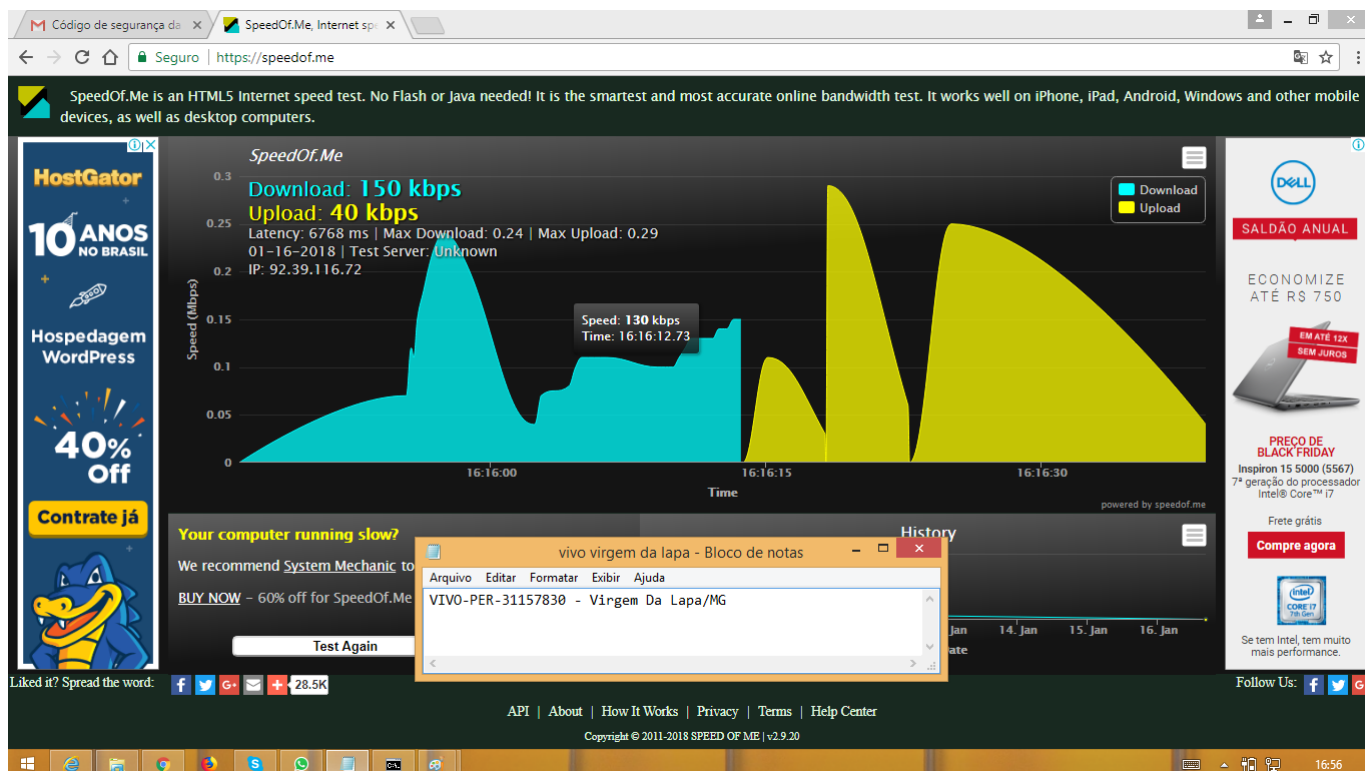 Código de segurança da
SpeedOf.Me, Internet spe
Seguro
https://speedof.me
SpeedOf.Me is an HTML5 Internet speed test. No Flash or Java needed! It is the smartest and most accurate online bandwidth test. It works well on iPhone, iPad, Android, Windows and other mobile
devices, as well as desktop computers.
HostGator
10 ANOS
NO BRASIL
Hospedagem
WordPress
40%
Off
Contrate já
SpeedOf.Me
Download: 150 kbps
Upload: 40 kbps
Latency: 6768 ms | Max Download: 0.24 | Max Upload: 0.29
01-16-2018 | Test Server: Unknown
IP: 92.39.116.72
Download
Upload
Speed (Mbps)
0.3
0.25
0.2
0.15
0.1
0.05
0
Speed: 130 kbps
Time: 16:16:12.73
16:16:00
16:16:15
16:16:30
Time
powered by speedof.me
DELL
SALDÃO ANUAL
ECONOMIZE
ATÉ R$ 750
EM ATÉ 12X
SEM JUROS
PREÇO DE
BLACK FRIDAY
Inspiron 15 5000 (5567)
7ª geração do processador
Intel® Core™ i7
Frete grátis
Compre agora
intel
CORE i7
7th Gen
Se tem Intel, tem muito
mais performance.
Your computer running slow?
We recommend System Mechanic to
BUY NOW – 60% off for SpeedOf.Me
Test Again
History
Jan
14. Jan
15. Jan
16. Jan
ate
vivo virgem da lapa - Bloco de notas
Arquivo Editar Formatar Exibir Ajuda
VIVO-PER-31157830 - Virgem Da Lapa/MG
Liked it? Spread the word:
28.5K
Follow Us:
API | About | How It Works | Privacy | Terms | Help Center
Copyright © 2011-2018 SPEED OF ME | v2.9.20
16:56